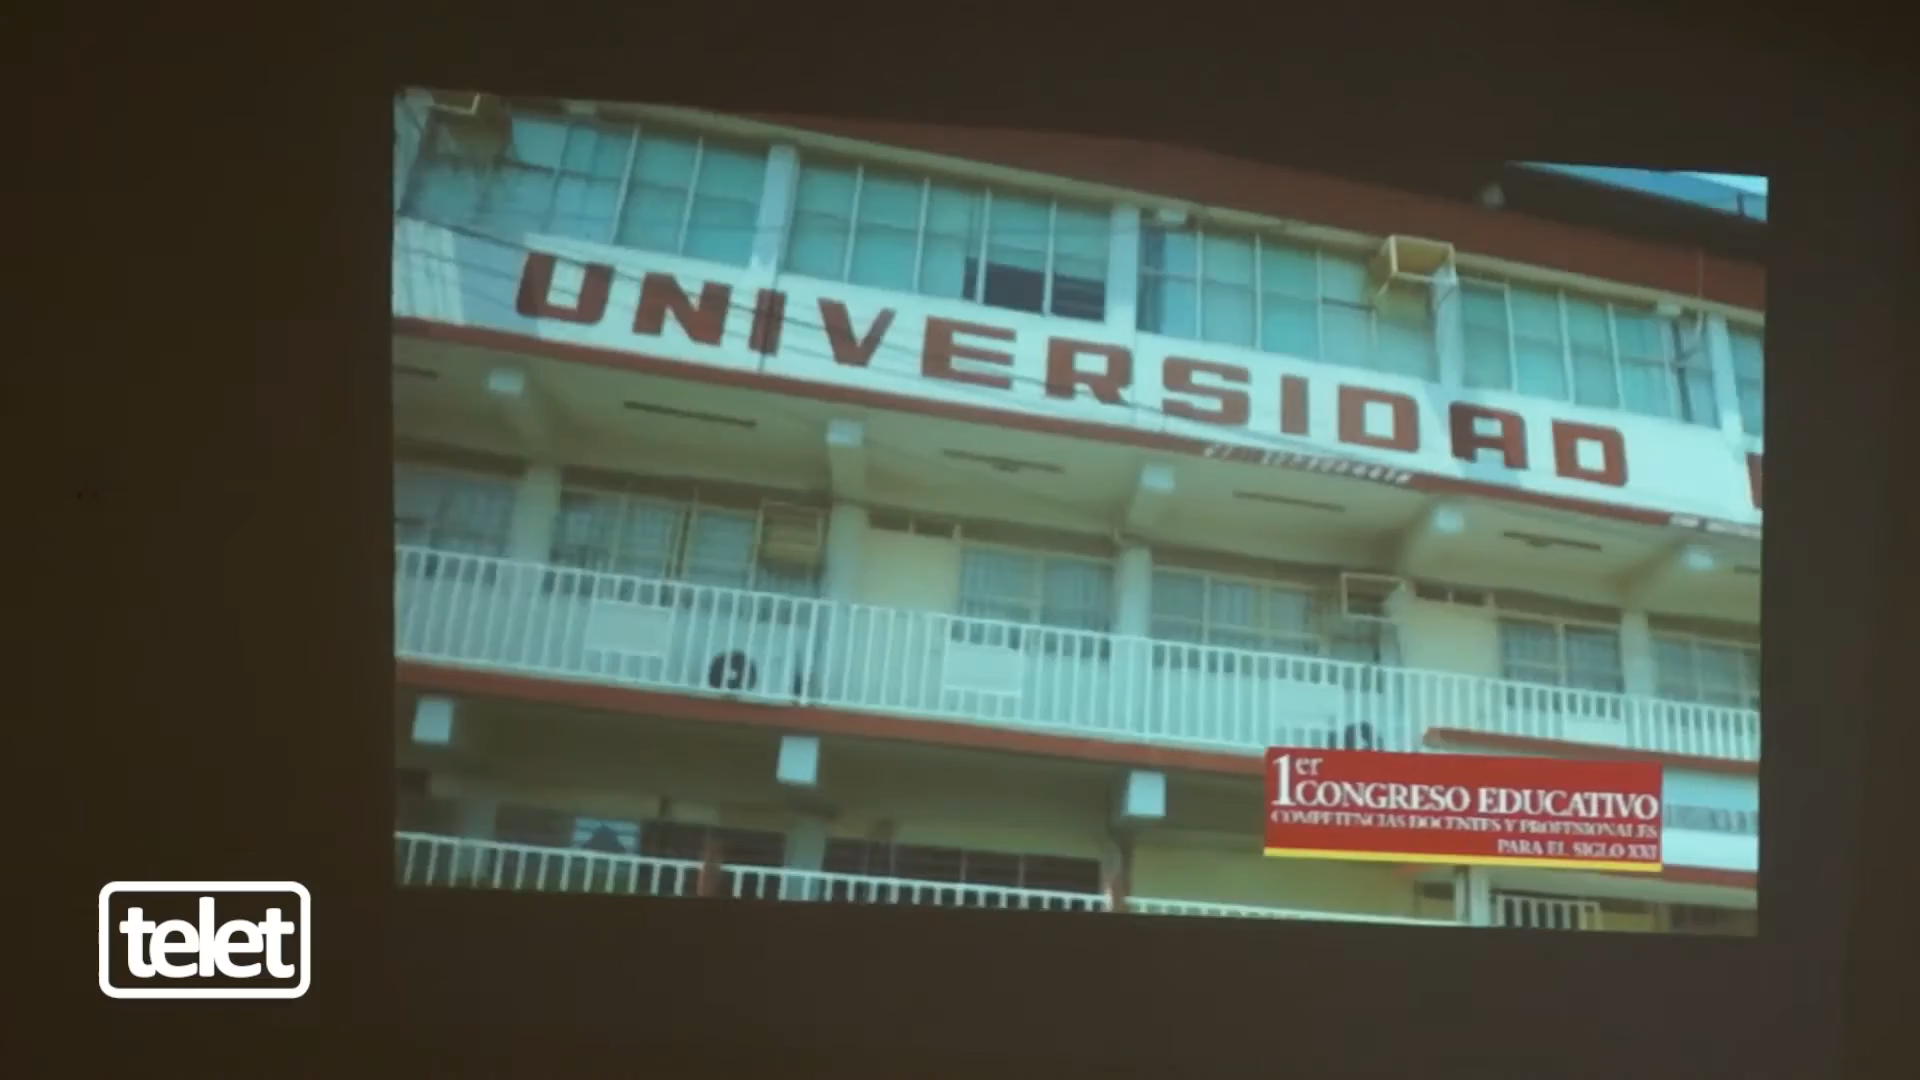 UNIVERSIDAD
1er
CONGRESO EDUCATIVO
COMPETENCIAS DOCENTES Y PROFESIONALES
PARA EL SIGLO XXI
telet